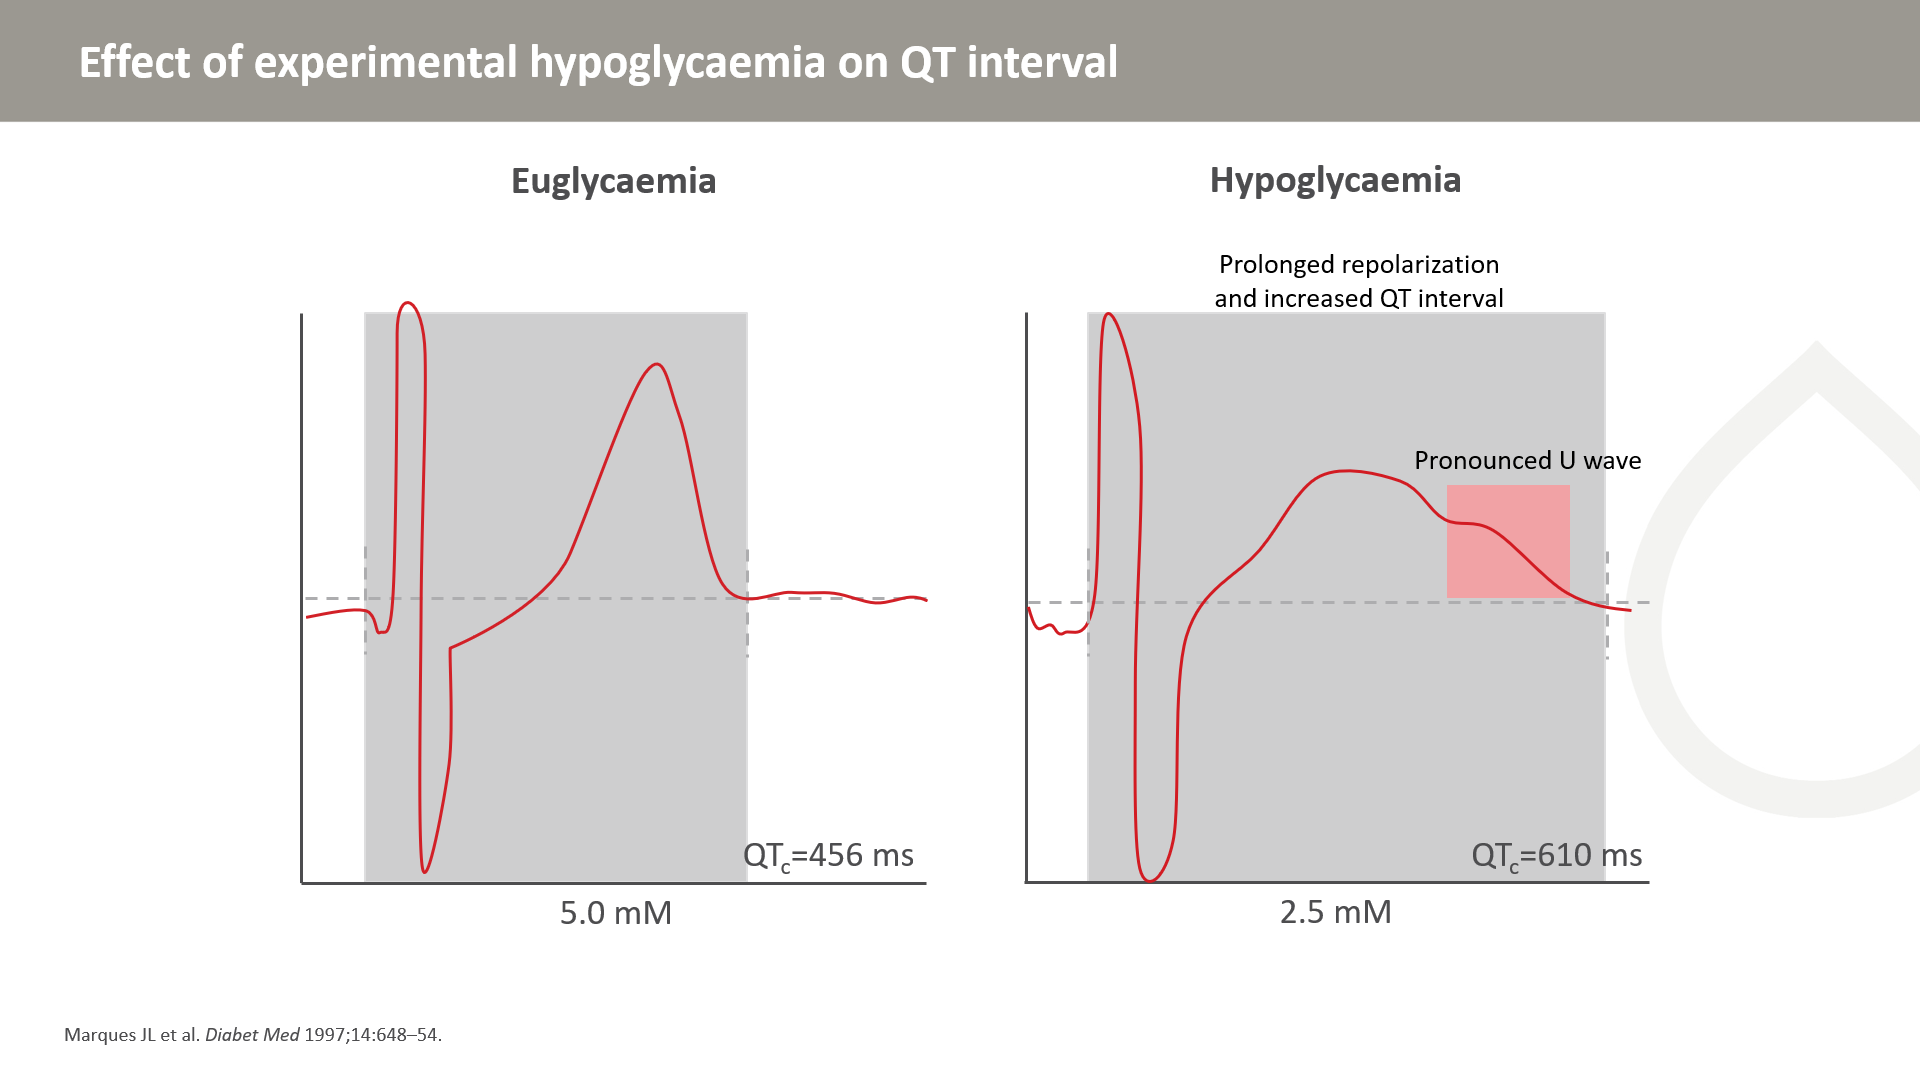 Effect of experimental hypoglycaemia on QT interval
Euglycaemia
Hypoglycaemia
Prolonged repolarization
and increased QT interval
Pronounced U wave
QTc=456 ms
QTc=610 ms
5.0 mM
2.5 mM
Marques JL et al. Diabet Med 1997;14:648–54.